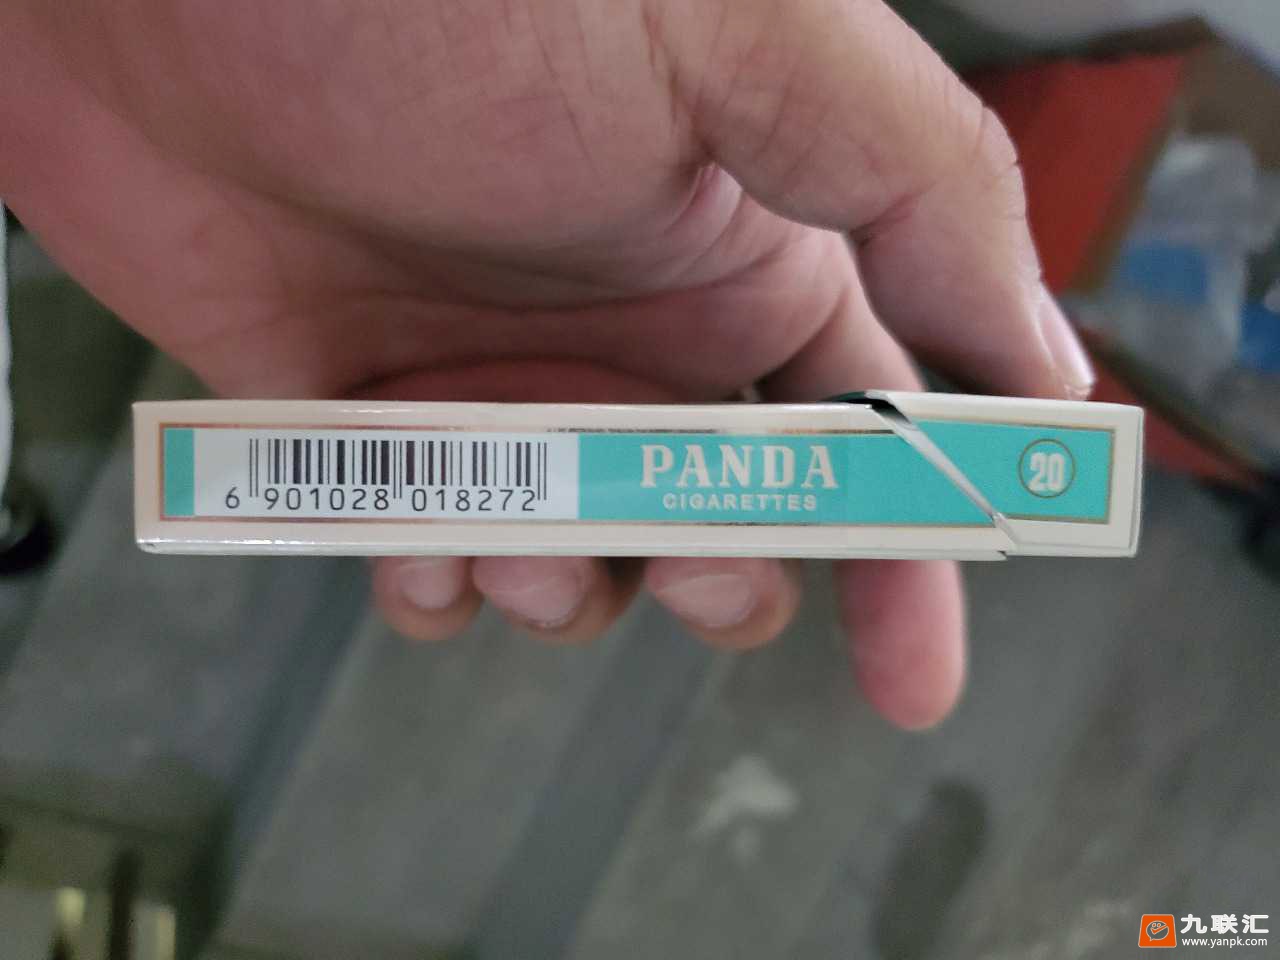 PANDA
CIGARETTES
20
6 901028 018272
九联汇
www.yanpk.com